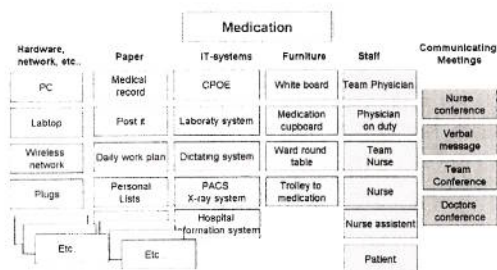 Medication
Hardware,
network, etc..
Paper
IT-systems
Furniture
Staff
Communicating
Meetings
PC
Labtop
Wireless
network
Plugs
Etc.
Medical
record
Post it
Daily work plan
Personal
Lists
Etc
CPOE
Laboraty system
Dictating system
PACS
X-ray system
Hospital
information system
White board
Medication
cupboard
Ward round
table
Trolley to
medication
Team Physician
Physician
on duty
Team
Nurse
Nurse
Nurse assistent
Patient
Nurse
conference
Verbal
message
Team
Conference
Doctors
conference